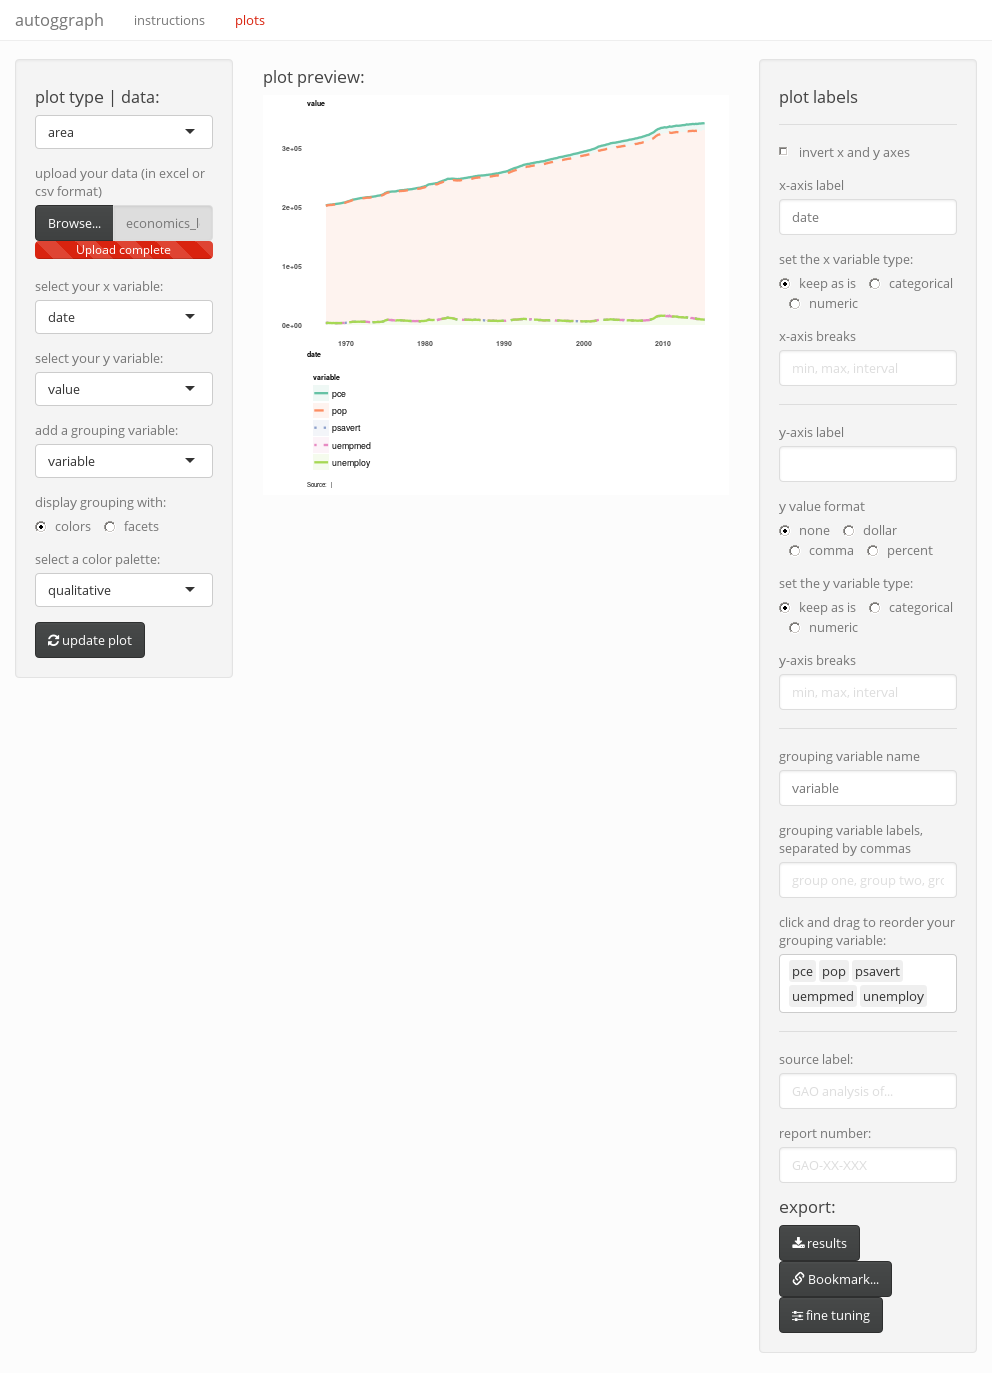 autoggraph instructions plots
plot type | data:
area
upload your data (in excel or
csv format)
Browse... economics_l
Upload complete
select your x variable:
date
select your y variable:
value
add a grouping variable:
variable
display grouping with:
colors facets
select a color palette:
qualitative
update plot
plot preview:
value
3e+05
2e+05
1e+05
0e+00
1970 1980 1990 2000 2010
date
variable
pce
pop
psavert
uempmed
unemploy
Source: |
plot labels
invert x and y axes
x-axis label
date
set the x variable type:
keep as is categorical
numeric
x-axis breaks
min, max, interval
y-axis label
y value format
none dollar
comma percent
set the y variable type:
keep as is categorical
numeric
y-axis breaks
min, max, interval
grouping variable name
variable
grouping variable labels,
separated by commas
group one, group two, gro
click and drag to reorder your
grouping variable:
pce pop psavert
uempmed unemploy
source label:
GAO analysis of...
report number:
GAO-XX-XXX
export:
results
Bookmark...
fine tuning